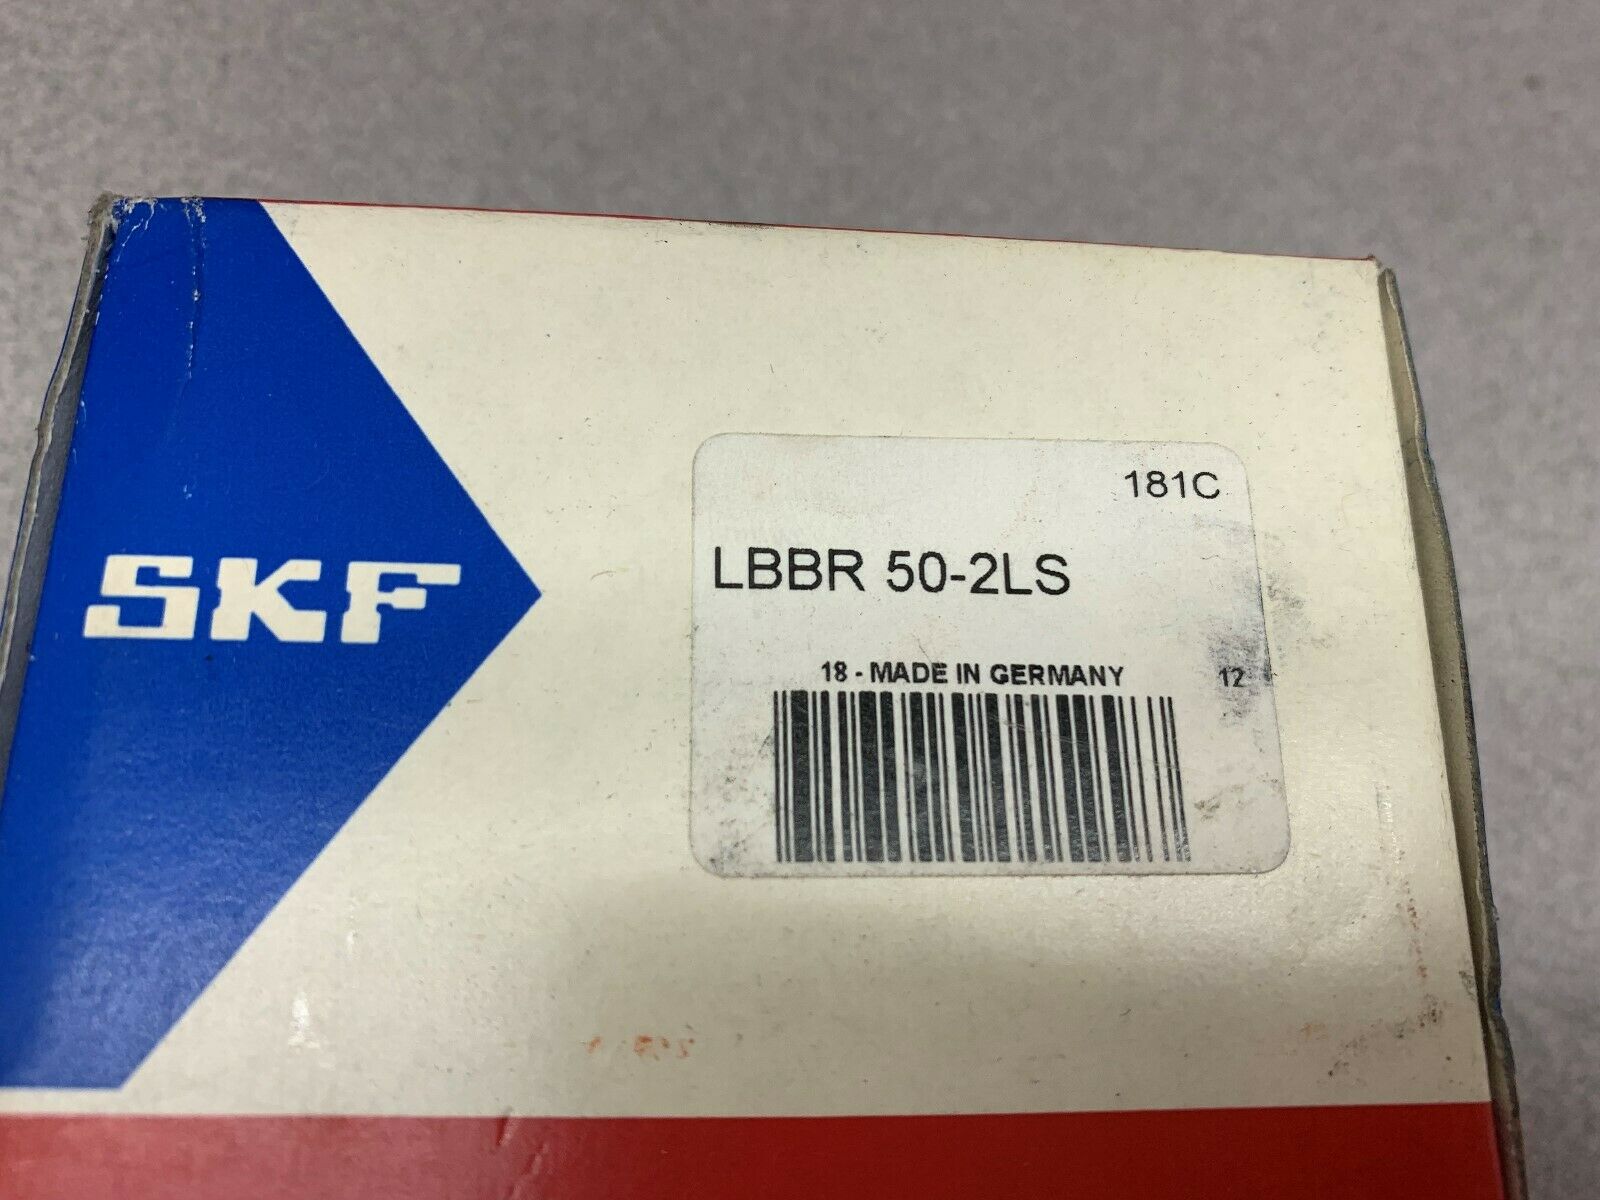 SKF
181C
LBBR 50-2LS
18 - MADE IN GERMANY 12